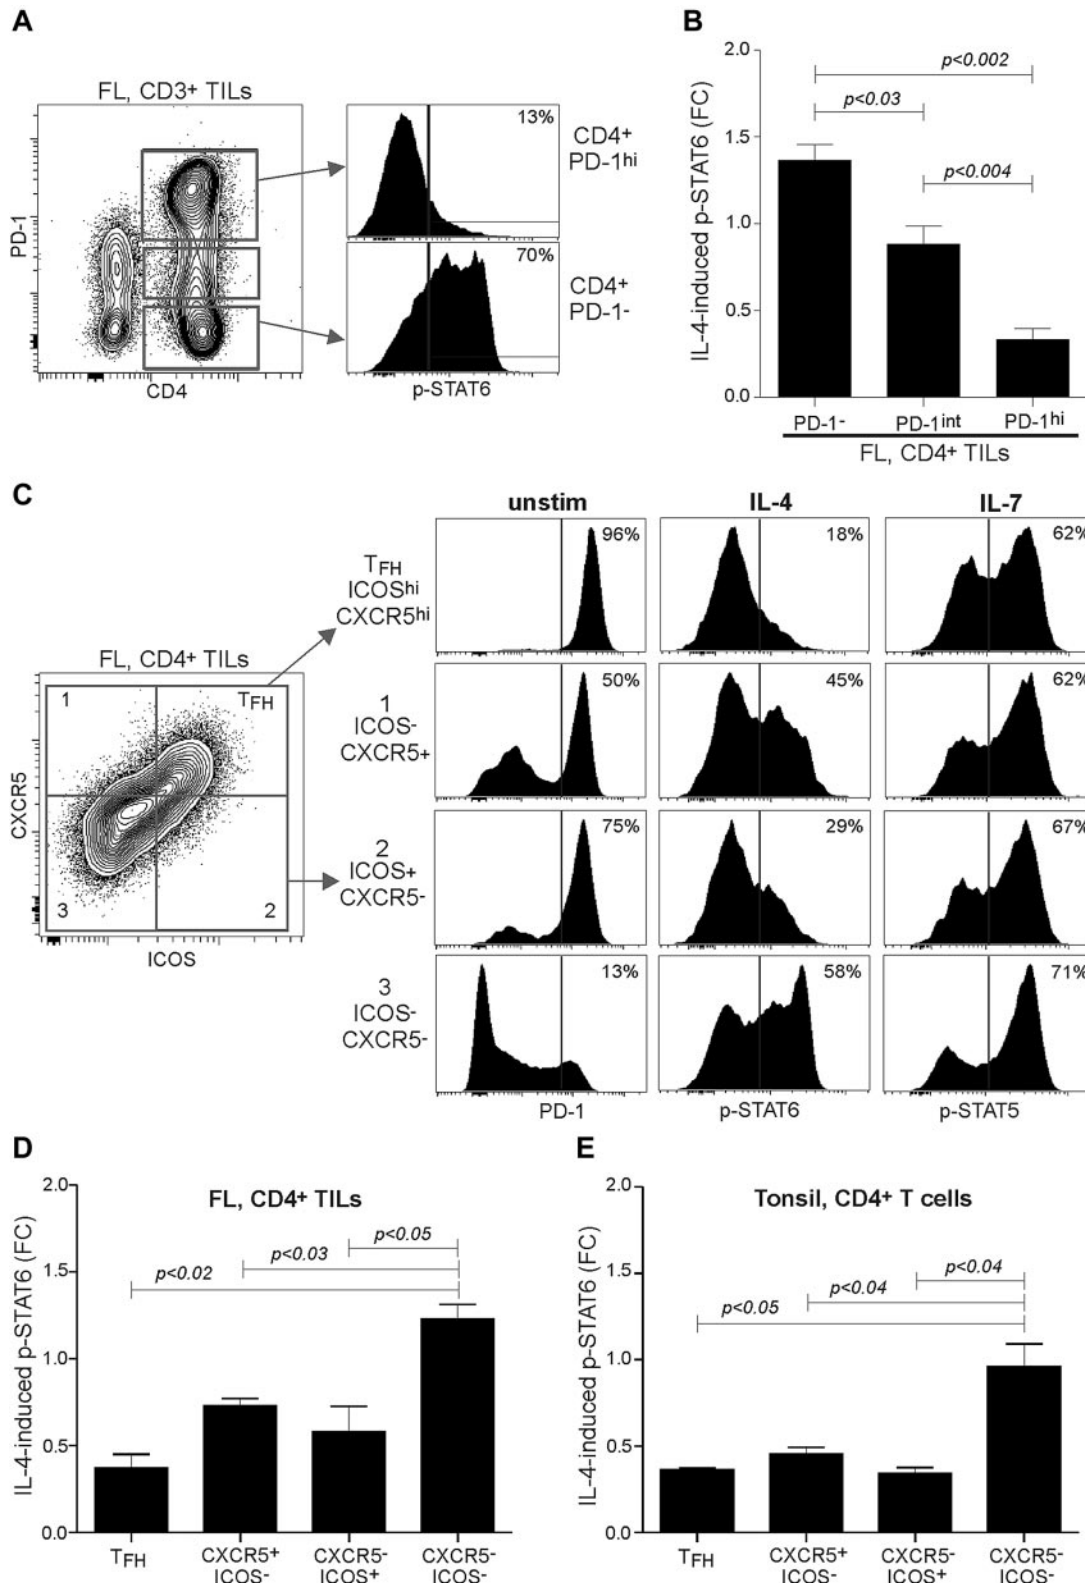 A
FL, CD3+ TILs
PD-1
CD4
13%
CD4+
PD-1hi
70%
CD4+
PD-1-
p-STAT6
B
IL-4-induced p-STAT6 (FC)
2.0
1.5
1.0
0.5
0.0
p<0.002
p<0.03
p<0.004
PD-1-
PD-1int
PD-1hi
FL, CD4+ TILs
C
FL, CD4+ TILs
CXCR5
ICOS
1
TFH
3
2
unstim
IL-4
IL-7
TFH
ICOShi
CXCR5hi
96%
18%
62%
1
ICOS-
CXCR5+
50%
45%
62%
2
ICOS+
CXCR5-
75%
29%
67%
3
ICOS-
CXCR5-
13%
58%
71%
PD-1
p-STAT6
p-STAT5
D
FL, CD4+ TILs
IL-4-induced p-STAT6 (FC)
2.0
1.5
1.0
0.5
0.0
p<0.05
p<0.03
p<0.02
TFH
CXCR5+
ICOS-
CXCR5-
ICOS+
CXCR5-
ICOS-
E
Tonsil, CD4+ T cells
IL-4-induced p-STAT6 (FC)
2.0
1.5
1.0
0.5
0.0
p<0.04
p<0.04
p<0.05
TFH
CXCR5+
ICOS-
CXCR5-
ICOS+
CXCR5-
ICOS-